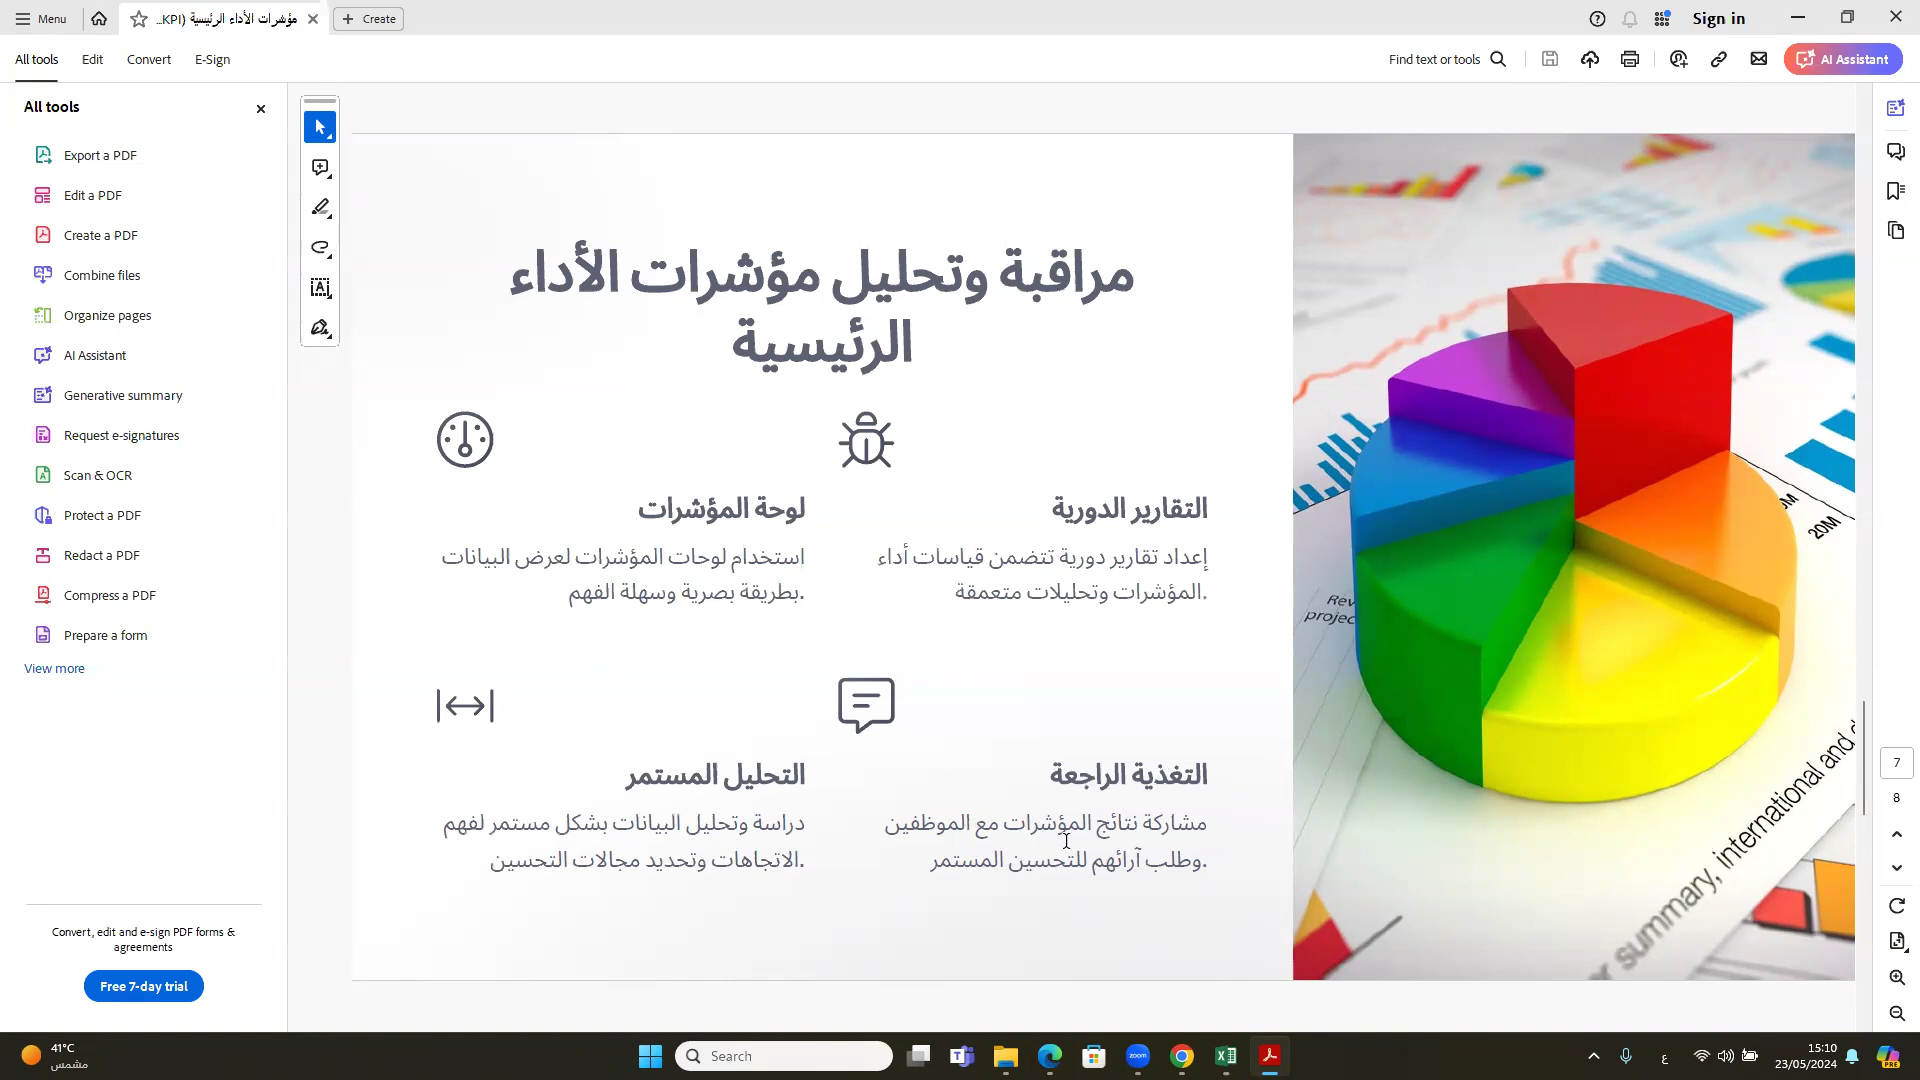 Menu
مؤشرات الأداء الرئيسية (KPI...
Create
Sign in
All tools
Edit
Convert
E-Sign
Find text or tools
AI Assistant
All tools
Export a PDF
Edit a PDF
Create a PDF
Combine files
Organize pages
AI Assistant
Generative summary
Request e-signatures
Scan & OCR
Protect a PDF
Redact a PDF
Compress a PDF
Prepare a form
View more
Convert, edit and e-sign PDF forms &
agreements
Free 7-day trial
مراقبة وتحليل مؤشرات الأداء
الرئيسية
التقارير الدورية
إعداد تقارير دورية تتضمن قياسات أداء
المؤشرات وتحليلات متعمقة.
لوحة المؤشرات
استخدام لوحات المؤشرات لعرض البيانات
بطريقة بصرية وسهلة الفهم.
التغذية الراجعة
مشاركة نتائج المؤشرات مع الموظفين
وطلب آرائهم للتحسين المستمر.
التحليل المستمر
دراسة وتحليل البيانات بشكل مستمر لفهم
الاتجاهات وتحديد مجالات التحسين.
20M
Rev
projec
summary, international and
7
8
41°C
مشمس
Search
zoom
ع
15:10
23/05/2024
PRE